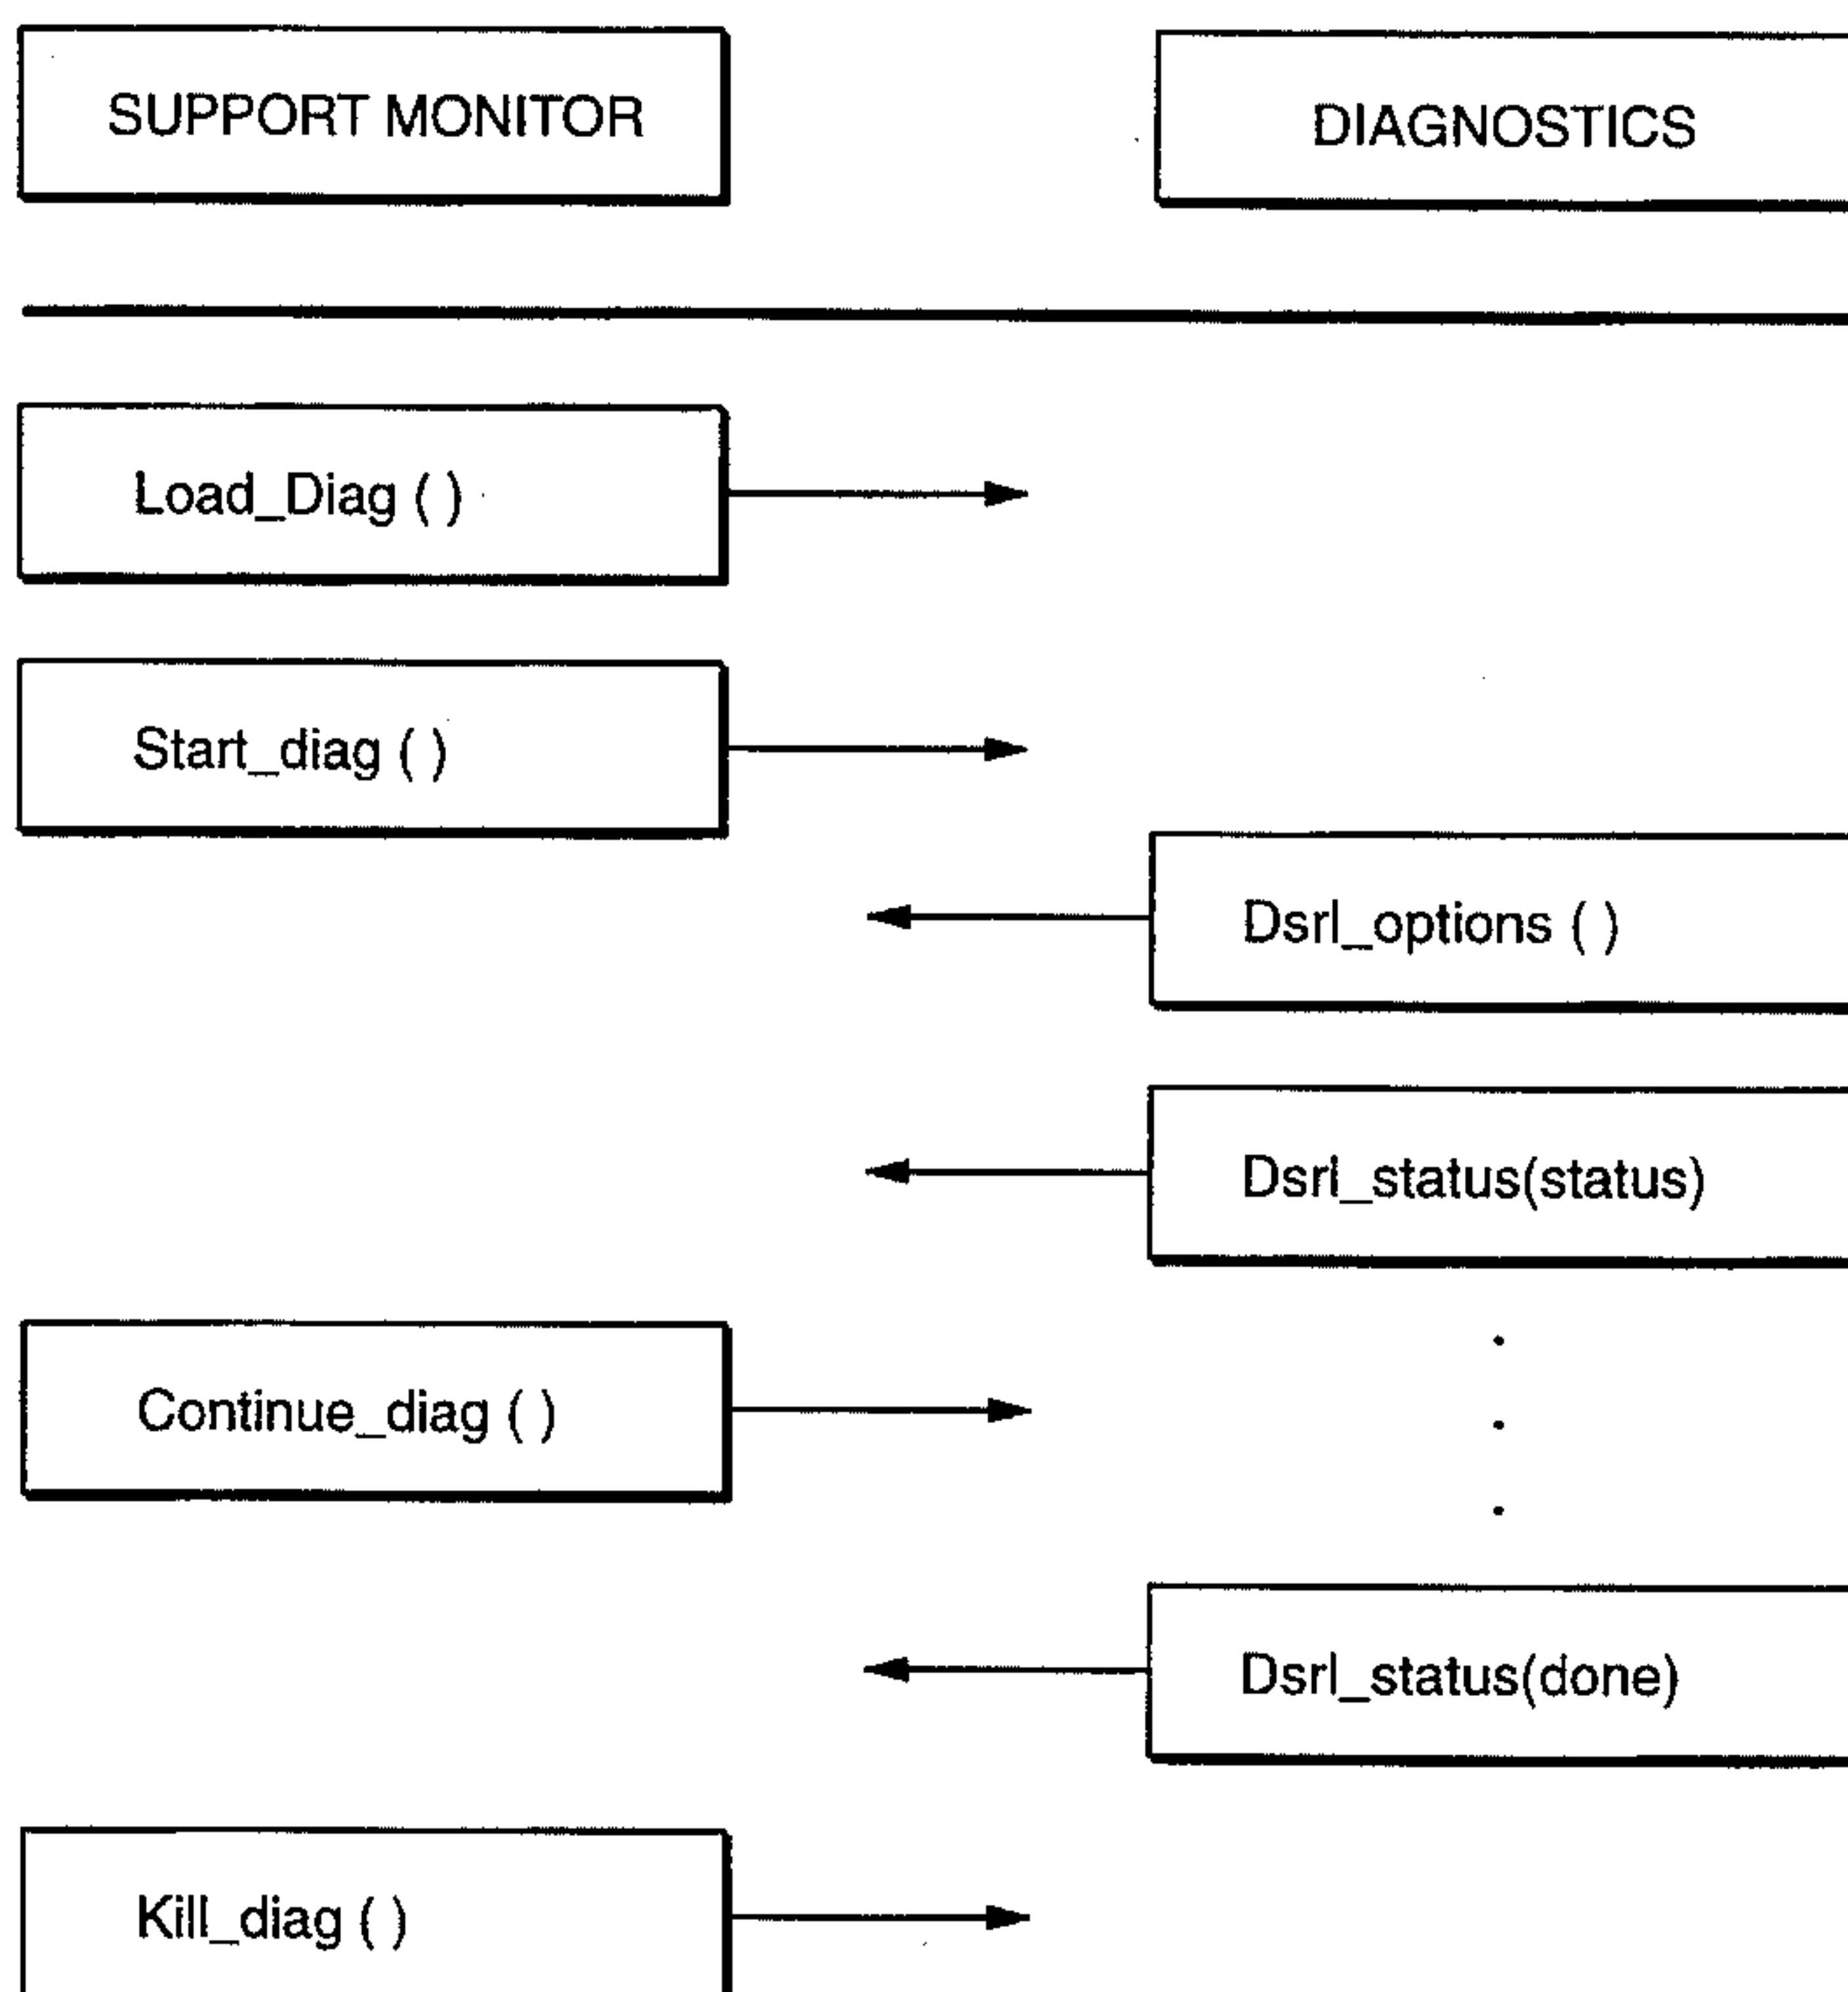 SUPPORT MONITOR
DIAGNOSTICS
Load_Diag ( )
Start_diag ( )
Dsrl_options ( )
Dsrl_status(status)
Continue_diag ( )
Dsrl_status(done)
Kill_diag ( )